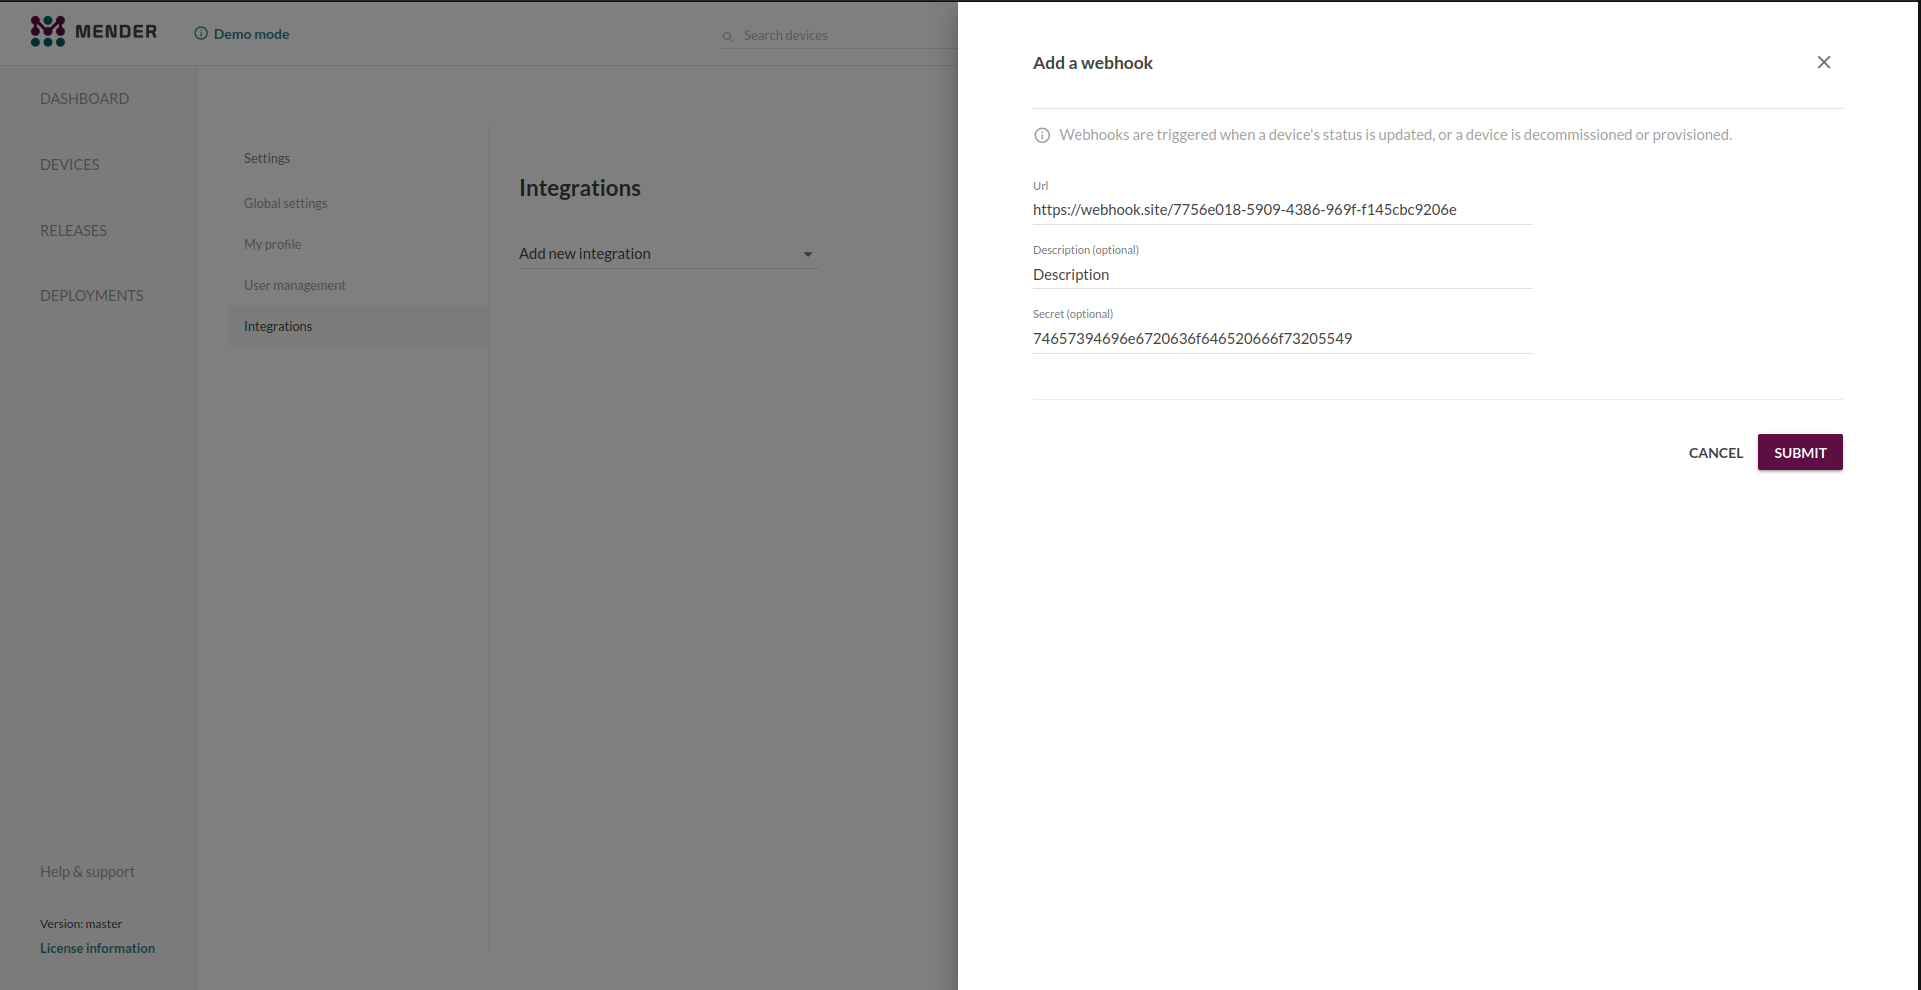 MENDER
Demo mode
Search devices
DASHBOARD
DEVICES
RELEASES
DEPLOYMENTS
Help & support
Version: master
License information
Settings
Global settings
My profile
User management
Integrations
Integrations
Add new integration
Add a webhook
Webhooks are triggered when a device's status is updated, or a device is decommissioned or provisioned.
Url
https://webhook.site/7756e018-5909-4386-969f-f145cbc9206e
Description (optional)
Description
Secret (optional)
74657394696e6720636f646520666f73205549
CANCEL
SUBMIT